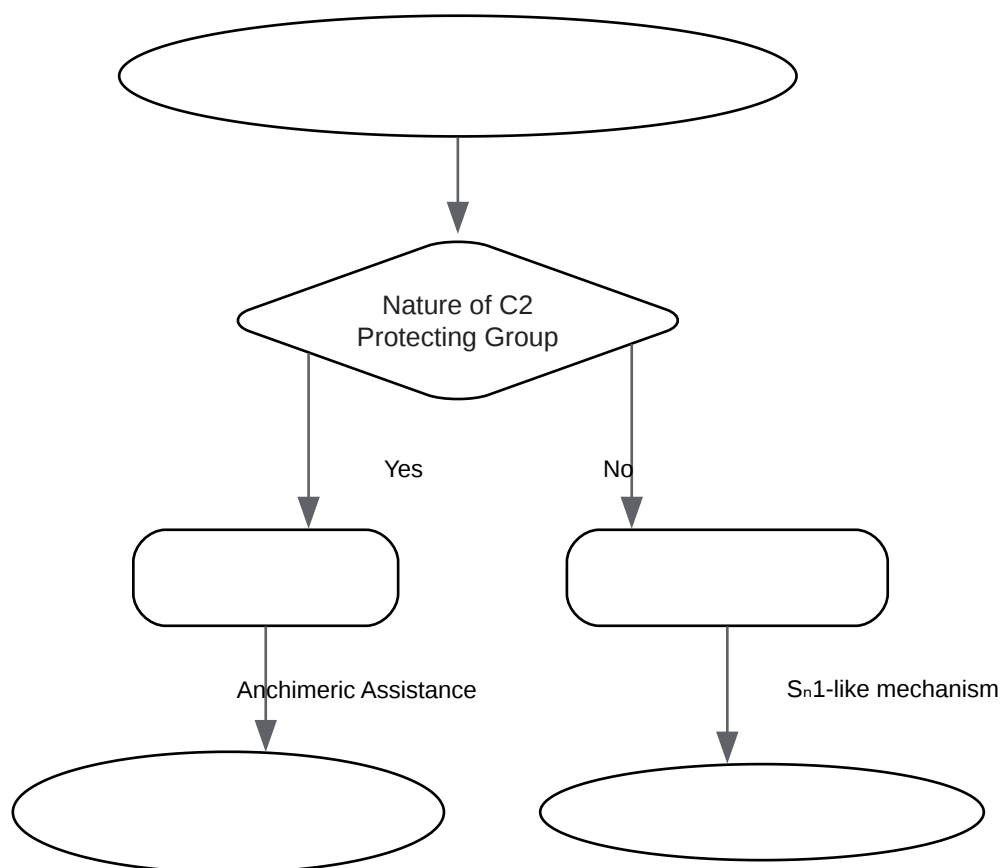 Nature of C2
Protecting Group
Yes
No
Anchimeric Assistance
Sₙ1-like mechanism